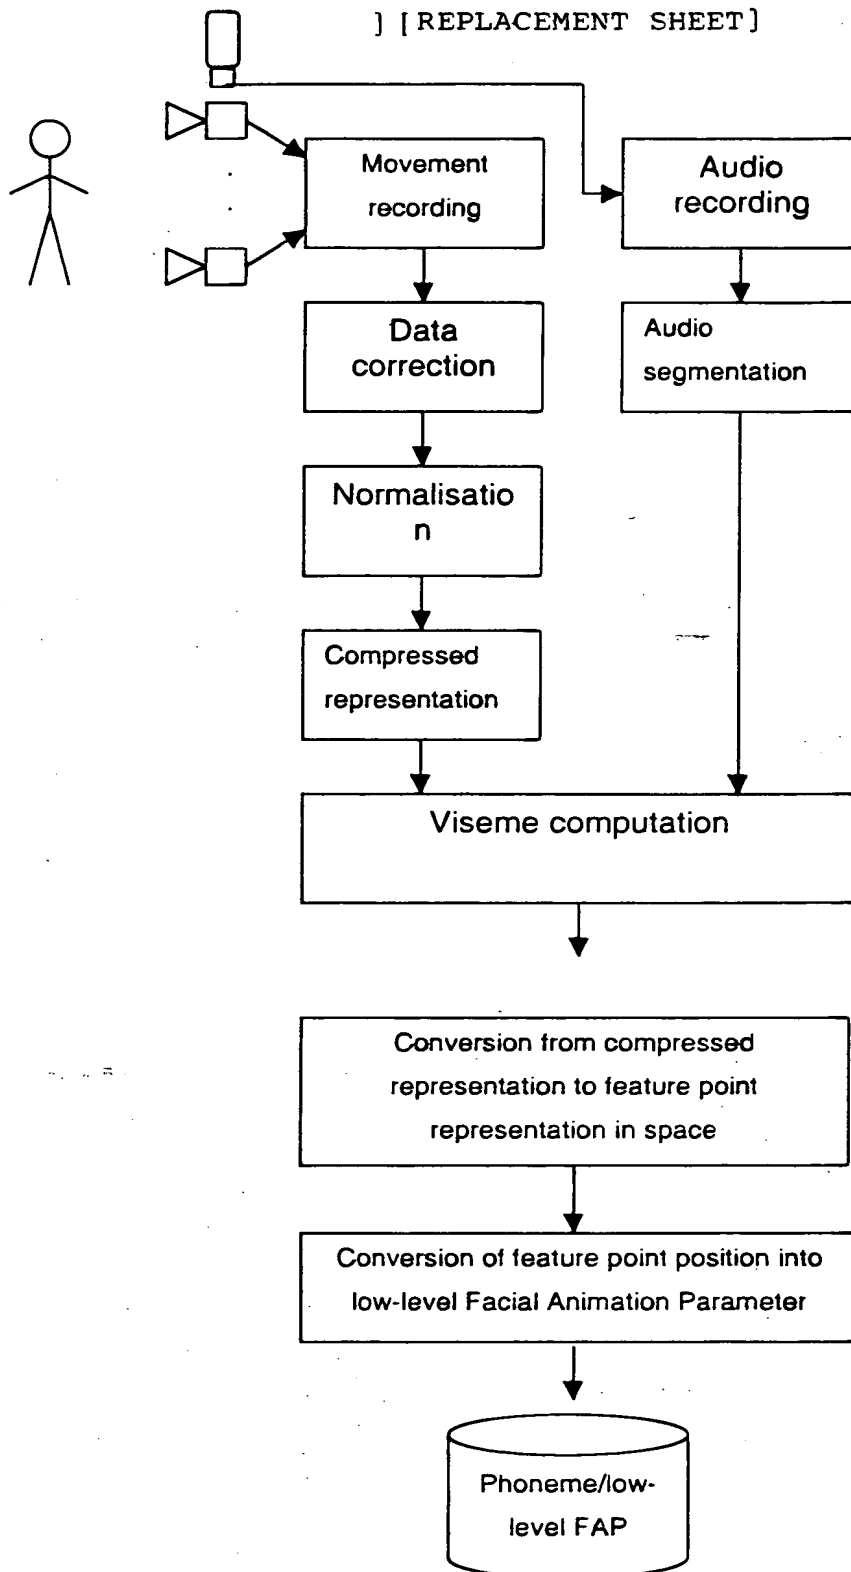 ] [REPLACEMENT SHEET]
Movement
recording
Audio
recording
Data
correction
Audio
segmentation
Normalisatio
n
Compressed
representation
Viseme computation
Conversion from compressed
representation to feature point
representation in space
Conversion of feature point position into
low-level Facial Animation Parameter
Phoneme/low-
level FAP